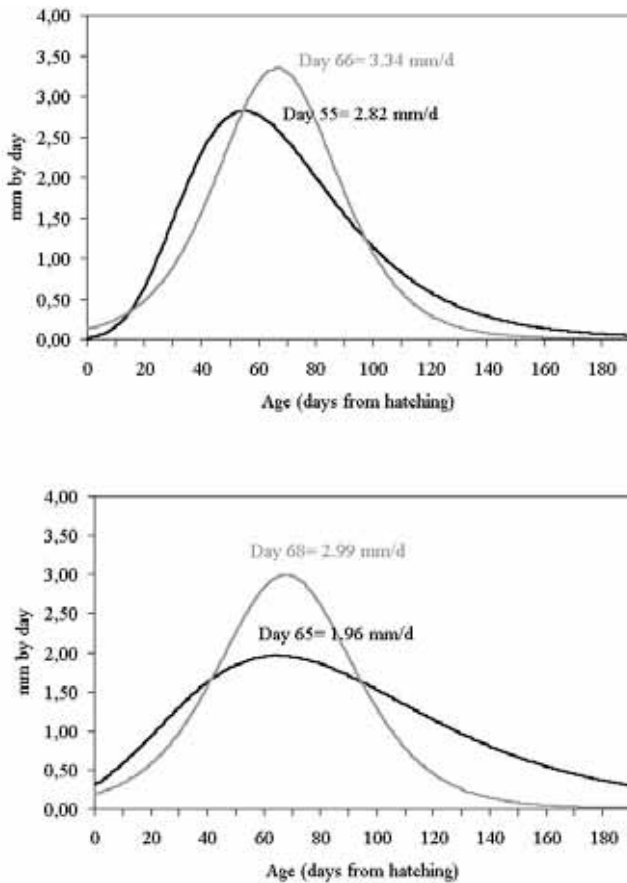 4,00
3,50
Day 66= 3.34 mm/d
3,00
Day 55= 2.82 mm/d
2,50
mm by day
2,00
1,50
1,00
0,50
0,00
0 20 40 60 80 100 120 140 160 180
Age (days from hatching)
4,00
3,50
Day 68= 2.99 mm/d
3,00
2,50
Day 65= 1.96 mm/d
mm by day
2,00
1,50
1,00
0,50
0,00
0 20 40 60 80 100 120 140 160 180
Age (days from hatching)